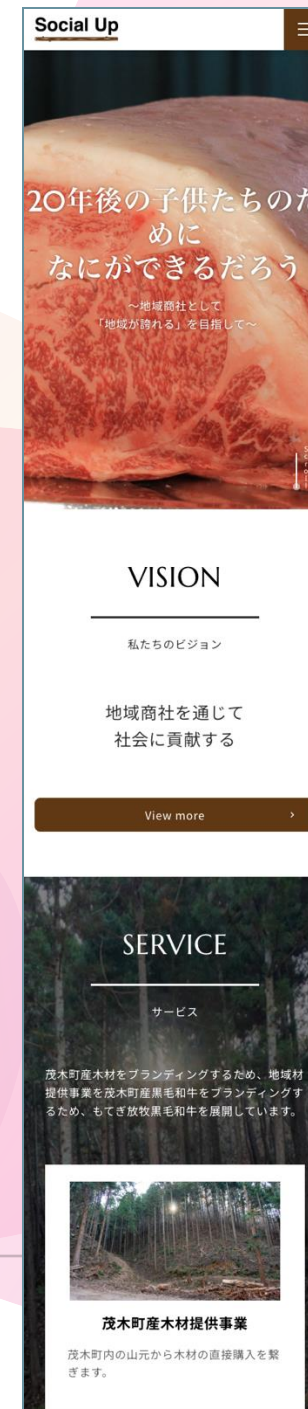 Social Up
20年後の子供たちのた
めに
なにができるだろう
～地域商社として
「地域が誇れる」を目指して～
Scroll
VISION
私たちのビジョン
地域商社を通じて
社会に貢献する
View more
SERVICE
サービス
茂木町産木材をブランディングするため、地域材
提供事業を茂木町産黒毛和牛をブランディングす
るため、もてぎ放牧黒毛和牛を展開しています。
茂木町産木材提供事業
茂木町内の山元から木材の直接購入を繋
ぎます。